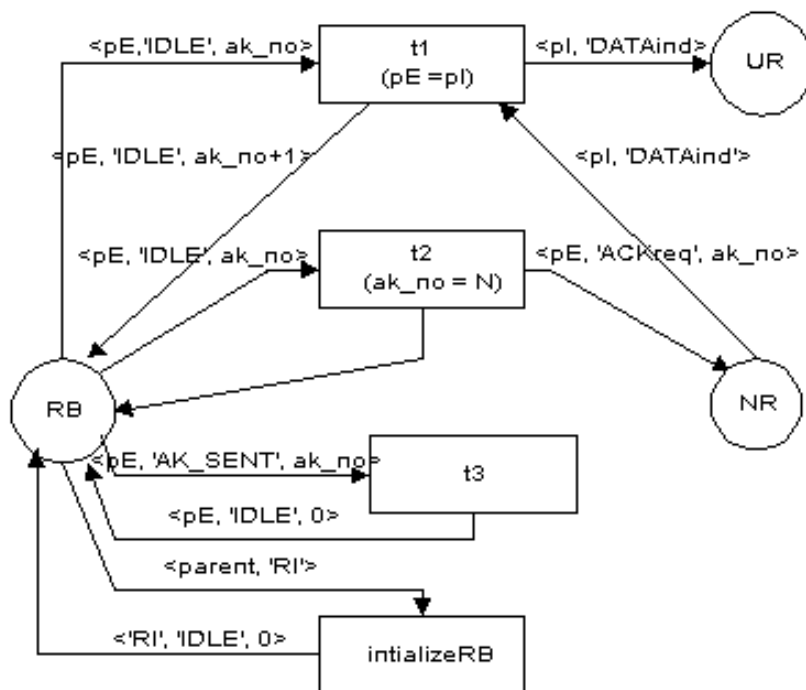 <pE,'IDLE', ak_no>
t1
(pE =pI)
<pI, 'DATAind>
UR
<pE, 'IDLE', ak_no+1>
<pI, 'DATAind'>
<pE, 'IDLE', ak_no>
t2
(ak_no = N)
<pE, 'ACKreq', ak_no>
RB
NR
<pE, 'AK_SENT', ak_no>
t3
<pE, 'IDLE', 0>
<parent, 'RI'>
<'RI', 'IDLE', 0>
intializeRB